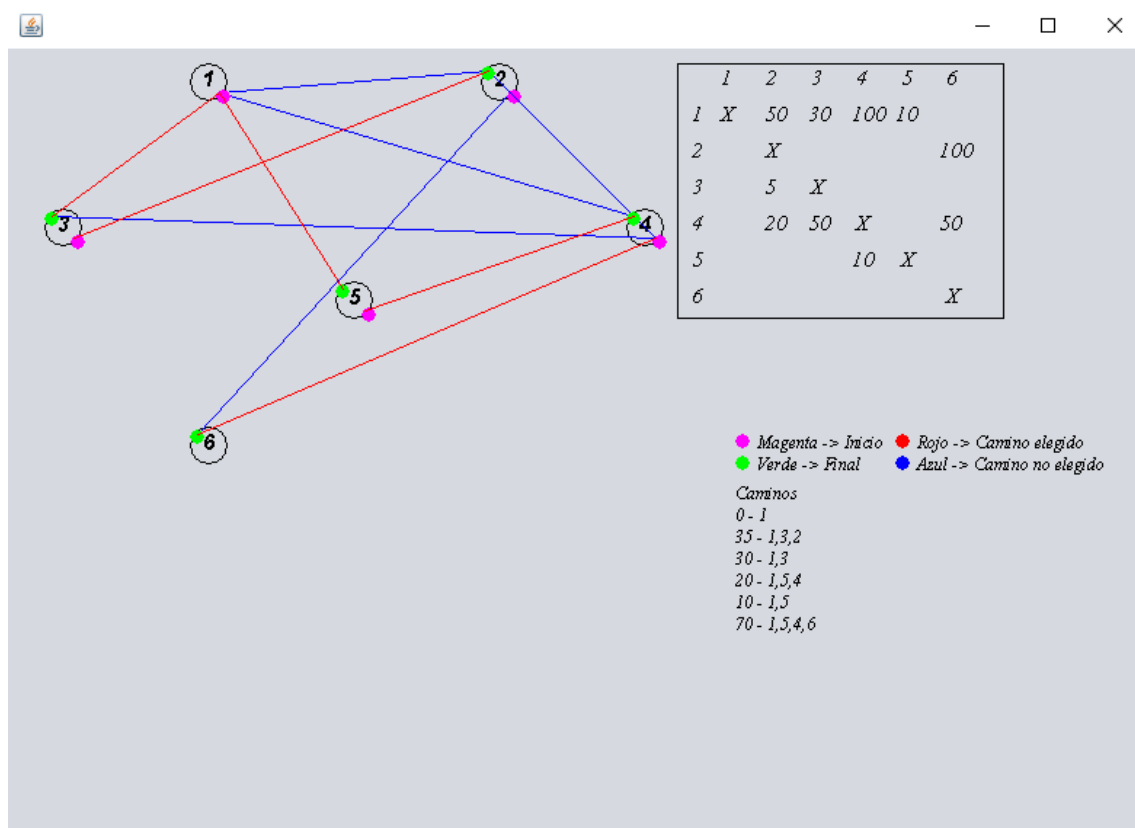 1
2
3
4
5
6
1 2 3 4 5 6
1 X 50 30 100 10
2 X 100
3 5 X
4 20 50 X 50
5 10 X
6 X
Magenta -> Inicio Rojo -> Camino elegido
Verde -> Final Azul -> Camino no elegido
Caminos
0 - 1
35 - 1,3,2
30 - 1,3
20 - 1,5,4
10 - 1,5
70 - 1,5,4,6